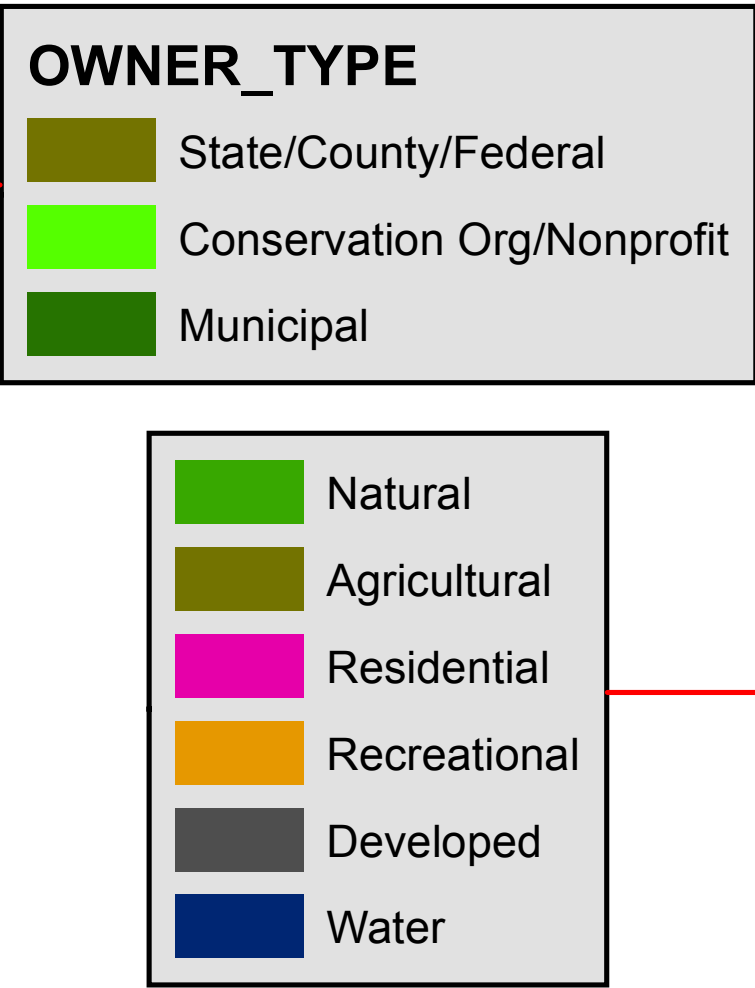 OWNER_TYPE
State/County/Federal
Conservation Org/Nonprofit
Municipal
Natural
Agricultural
Residential
Recreational
Developed
Water